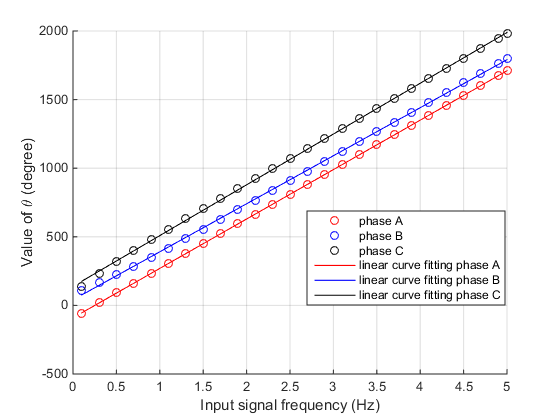 2000
1500
1000
500
0
-500
Value of θ (degree)
phase A
phase B
phase C
linear curve fitting phase A
linear curve fitting phase B
linear curve fitting phase C
0 0.5 1 1.5 2 2.5 3 3.5 4 4.5 5
Input signal frequency (Hz)